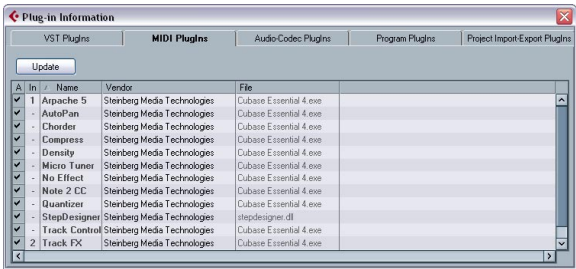 Plug-in Information
VST PlugIns MIDI PlugIns Audio-Codec PlugIns Program PlugIns Project Import-Export PlugIns
Update
A In Name Vendor File
1 Arpache 5 Steinberg Media Technologies Cubase Essential 4.exe
- AutoPan Steinberg Media Technologies Cubase Essential 4.exe
- Chorder Steinberg Media Technologies Cubase Essential 4.exe
- Compress Steinberg Media Technologies Cubase Essential 4.exe
- Density Steinberg Media Technologies Cubase Essential 4.exe
- Micro Tuner Steinberg Media Technologies Cubase Essential 4.exe
- No Effect Steinberg Media Technologies Cubase Essential 4.exe
- Note 2 CC Steinberg Media Technologies Cubase Essential 4.exe
- Quantizer Steinberg Media Technologies Cubase Essential 4.exe
- StepDesigner Steinberg Media Technologies stepdesigner.dll
- Track Control Steinberg Media Technologies Cubase Essential 4.exe
2 Track FX Steinberg Media Technologies Cubase Essential 4.exe